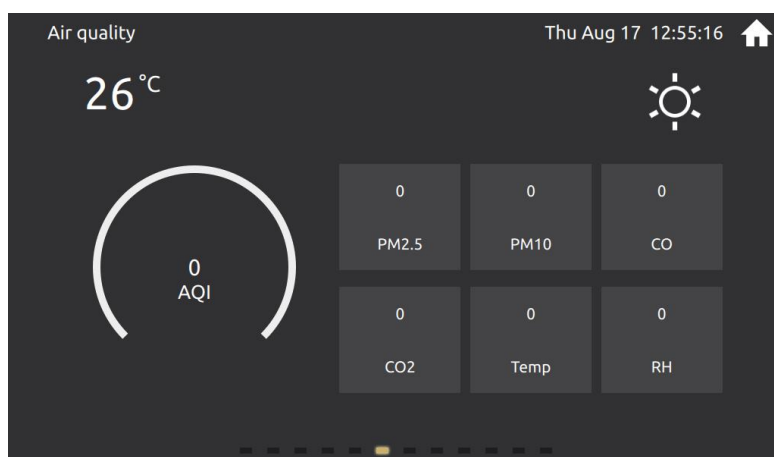 Air quality
Thu Aug 17 12:55:16
26 °C
0
AQI
0
PM2.5
0
PM10
0
CO
0
CO2
0
Temp
0
RH